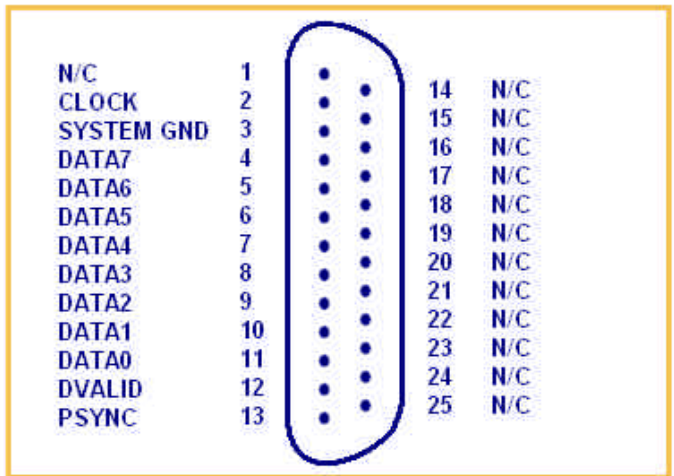 N/C 1
CLOCK 2
SYSTEM GND 3
DATA7 4
DATA6 5
DATA5 6
DATA4 7
DATA3 8
DATA2 9
DATA1 10
DATA0 11
DVALID 12
PSYNC 13
14 N/C
15 N/C
16 N/C
17 N/C
18 N/C
19 N/C
20 N/C
21 N/C
22 N/C
23 N/C
24 N/C
25 N/C